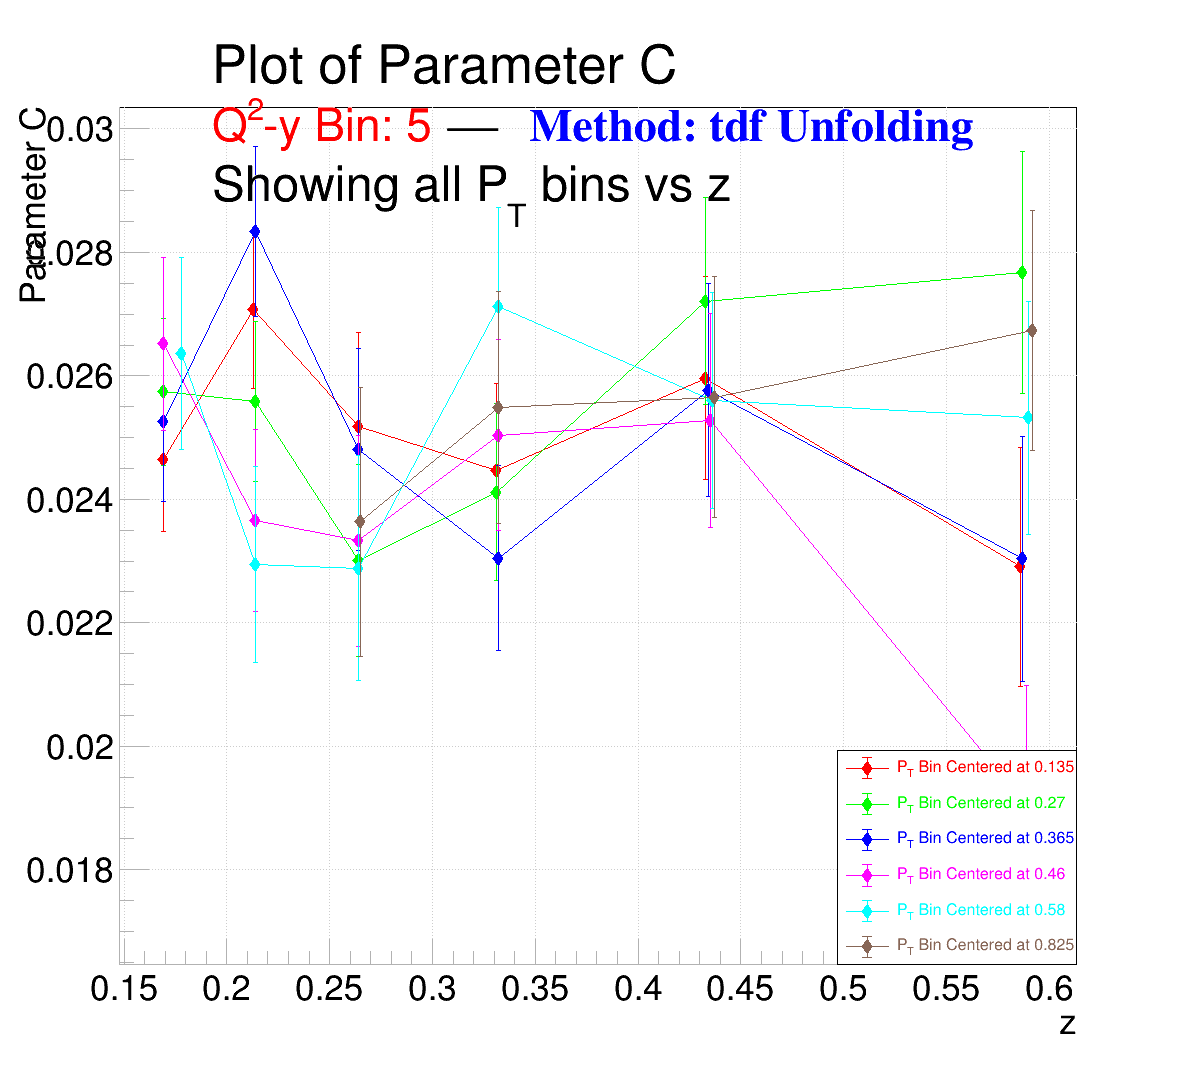 Plot of Parameter C
Q2-y Bin: 5 — Method: tdf Unfolding
Showing all PT bins vs z
Parameter C
0.03
0.028
0.026
0.024
0.022
0.02
0.018
PT Bin Centered at 0.135
PT Bin Centered at 0.27
PT Bin Centered at 0.365
PT Bin Centered at 0.46
PT Bin Centered at 0.58
PT Bin Centered at 0.825
0.15 0.2 0.25 0.3 0.35 0.4 0.45 0.5 0.55 0.6
z